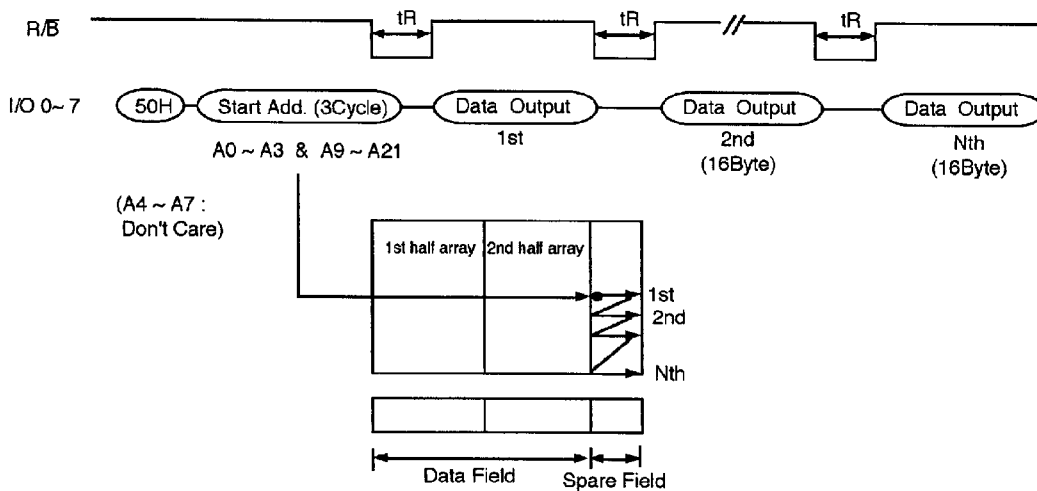 R/B̅
tR
tR
tR
I/O 0~ 7
50H
Start Add. (3Cycle)
Data Output
Data Output
Data Output
A0 ~ A3 & A9 ~ A21
1st
2nd
(16Byte)
Nth
(16Byte)
(A4 ~ A7 :
Don't Care)
1st half array
2nd half array
1st
2nd
Nth
Data Field
Spare Field